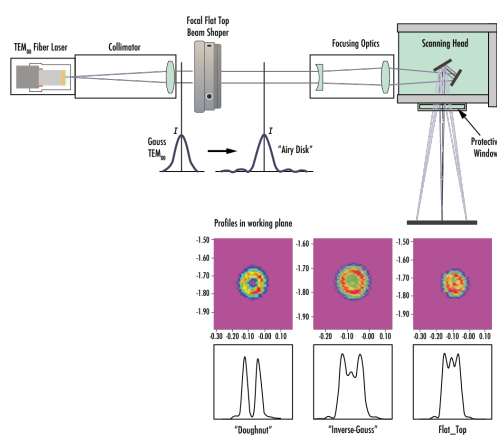 Focal Flat Top
Beam Shaper
TEM00 Fiber Laser
Collimator
Focusing Optics
Scanning Head
I
I
Gauss
TEM00
"Airy Disk"
Protective
Window
Profiles in working plane
-1.50
-1.60
-1.70
-1.80
-1.90
-0.30 -0.20 -0.10 -0.00 0.10
-1.60
-1.70
-1.80
-1.90
-0.20 -0.10 -0.00 0.10
-1.50
-1.60
-1.70
-1.80
-1.90
-0.30 -0.20 -0.10 -0.00 0.10
"Doughnut"
"Inverse-Gauss"
Flat_Top